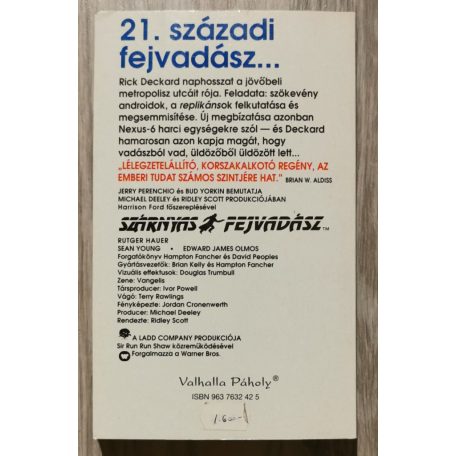 21. századi
fejvadász...
Rick Deckard naphosszat a jövőbeli
metropolisz utcáit rója. Feladata: szökevény
androidok, a replikánsok felkutatása és
megsemmisítése. Új megbízatása azonban
Nexus-6 harci egységekre szól — és Deckard
hamarosan azon kapja magát, hogy
vadászból vad, üldözőből üldözött lett...
„LÉLEGZETELÁLLÍTÓ, KORSZAKALKOTÓ REGÉNY, AZ
EMBERI TUDAT SZÁMOS SZINTJÉRE HAT." BRIAN W. ALDISS
JERRY PERENCHIO és BUD YORKIN BEMUTATJA
MICHAEL DEELEY és RIDLEY SCOTT PRODUKCIÓJÁBAN
Harrison Ford főszereplésével
SZÁRNYAS FEJVADÁSZ™
RUTGER HAUER
SEAN YOUNG • EDWARD JAMES OLMOS
Forgatókönyv Hampton Fancher és David Peoples
Gyártásvezetők: Brian Kelly és Hampton Fancher
Vizuális effektusok: Douglas Trumbull
Zene: Vangelis
Társproducer: Ivor Powell
Vágó: Terry Rawlings
Fényképezte: Jordan Cronenwerth
Producer: Michael Deeley
Rendezte: Ridley Scott
A LADD COMPANY PRODUKCIÓJA
Sir Run Run Shaw közreműködésével
Forgalmazza a Warner Bros.
Valhalla Páholy®
ISBN 963 7632 42 5